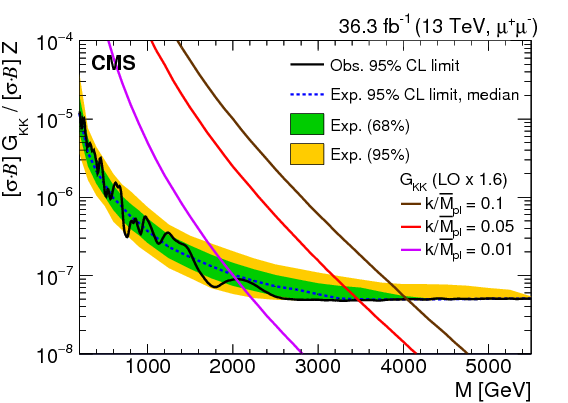 36.3 fb⁻¹ (13 TeV, μ⁺μ⁻)
[σ·B] G_KK / [σ·B] Z
10⁻⁴
10⁻⁵
10⁻⁶
10⁻⁷
10⁻⁸
CMS
Obs. 95% CL limit
Exp. 95% CL limit, median
Exp. (68%)
Exp. (95%)
G_KK (LO x 1.6)
k/M̅_pl = 0.1
k/M̅_pl = 0.05
k/M̅_pl = 0.01
1000 2000 3000 4000 5000
M [GeV]